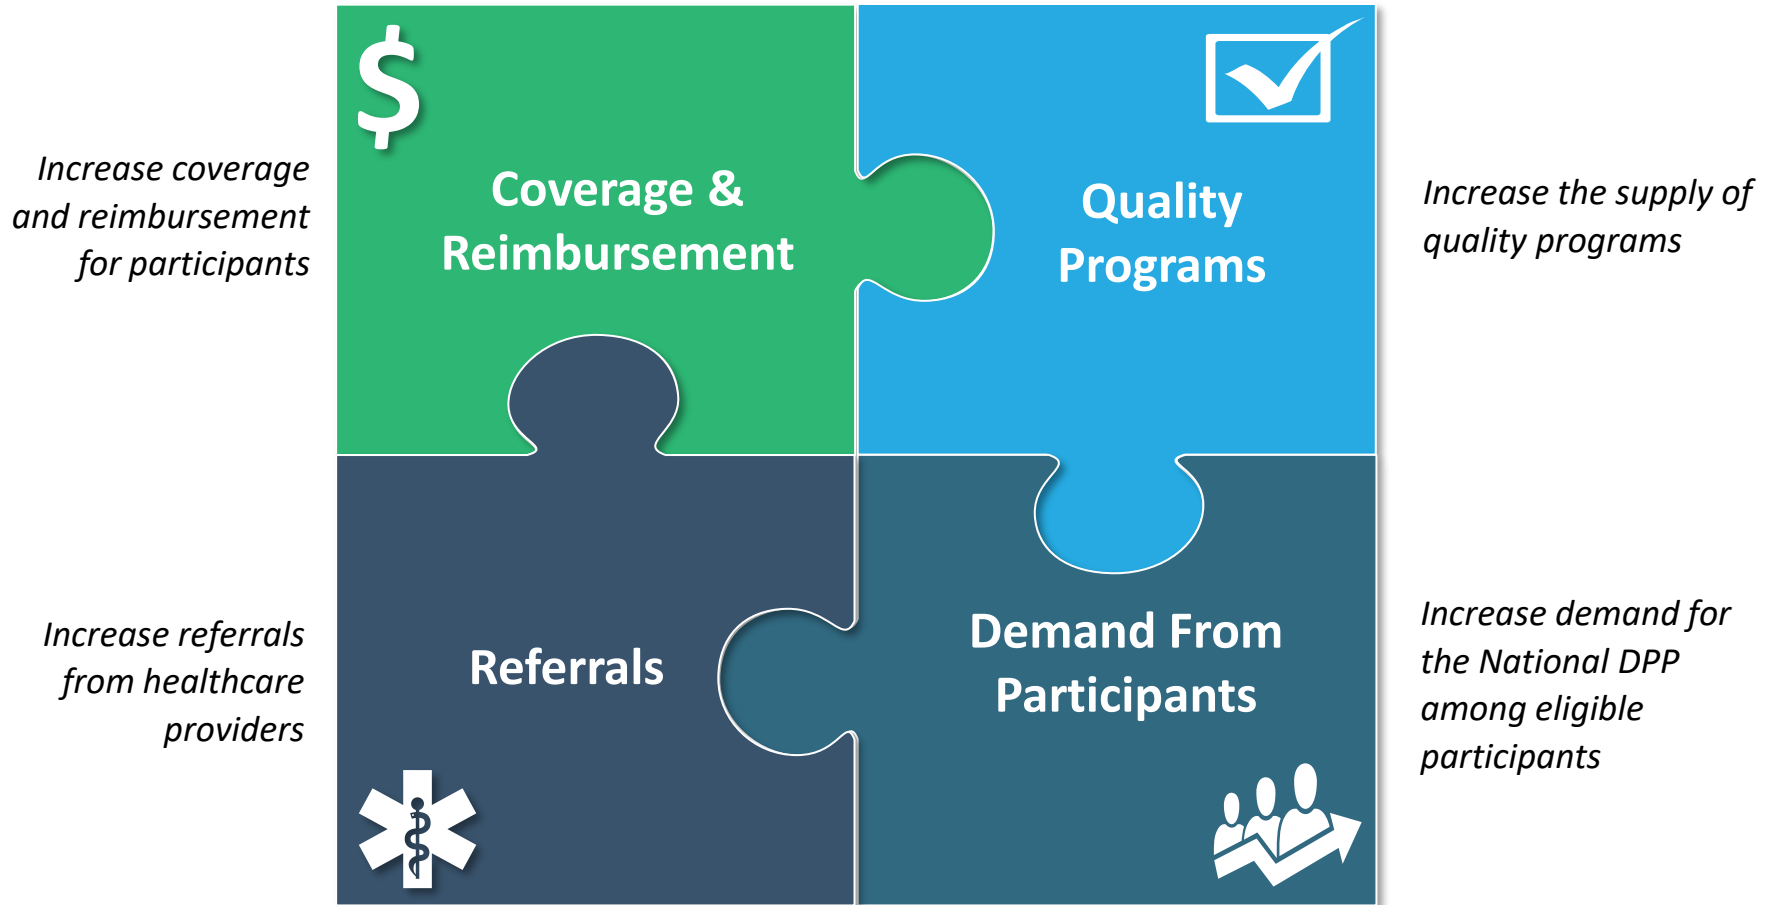 Increase coverage
and reimbursement
for participants
$
Coverage &
Reimbursement
Quality
Programs
Increase the supply of
quality programs
Increase referrals
from healthcare
providers
Referrals
Demand From
Participants
Increase demand for
the National DPP
among eligible
participants